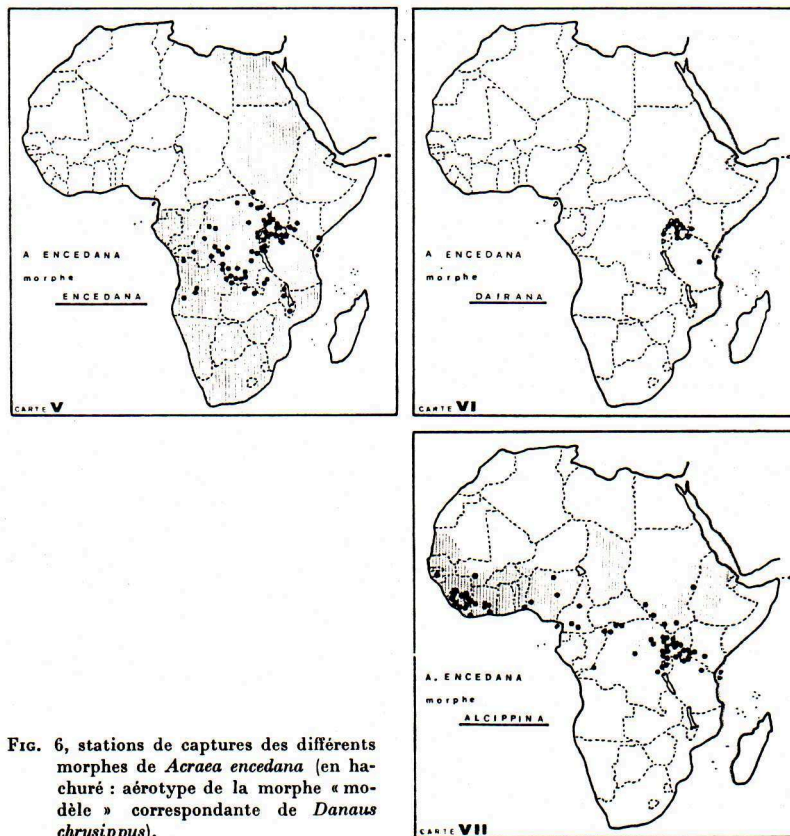 A ENCEDANA
morphe
ENCEDANA
CARTE V
A ENCEDANA
morphe
DAIRANA
CARTE VI
A. ENCEDANA
morphe
ALCIPPINA
CARTE VII
FIG. 6, stations de captures des différents
morphes de Acraea encedana (en ha-
churé : aérotype de la morphe « mo-
dèle » correspondante de Danaus
chrysippus).